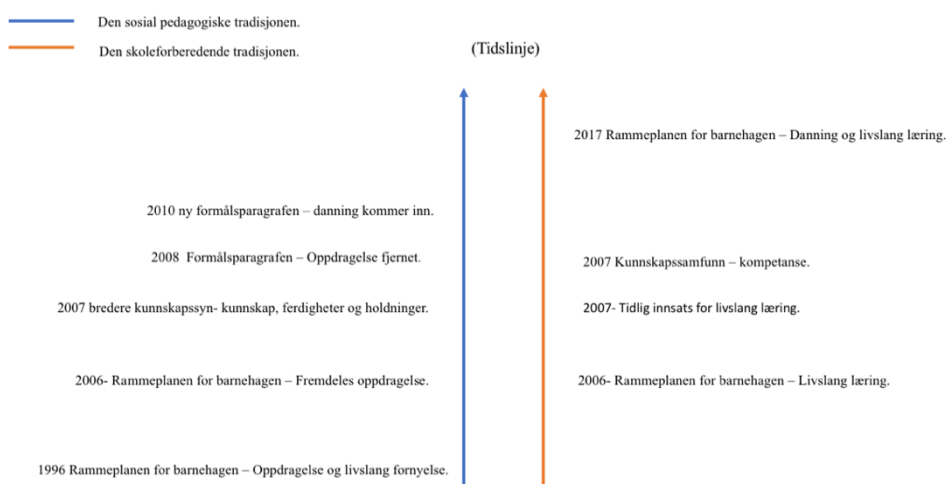 Den sosial pedagogiske tradisjonen.
Den skoleforberedende tradisjonen.
(Tidslinje)
2017 Rammeplanen for barnehagen – Danning og livslang læring.
2010 ny formålsparagrafen – danning kommer inn.
2008 Formålsparagrafen – Oppdragelse fjernet.
2007 Kunnskapssamfunn – kompetanse.
2007 bredere kunnskapssyn- kunnskap, ferdigheter og holdninger.
2007- Tidlig innsats for livslang læring.
2006- Rammeplanen for barnehagen – Fremdeles oppdragelse.
2006- Rammeplanen for barnehagen – Livslang læring.
1996 Rammeplanen for barnehagen – Oppdragelse og livslang fornyelse.